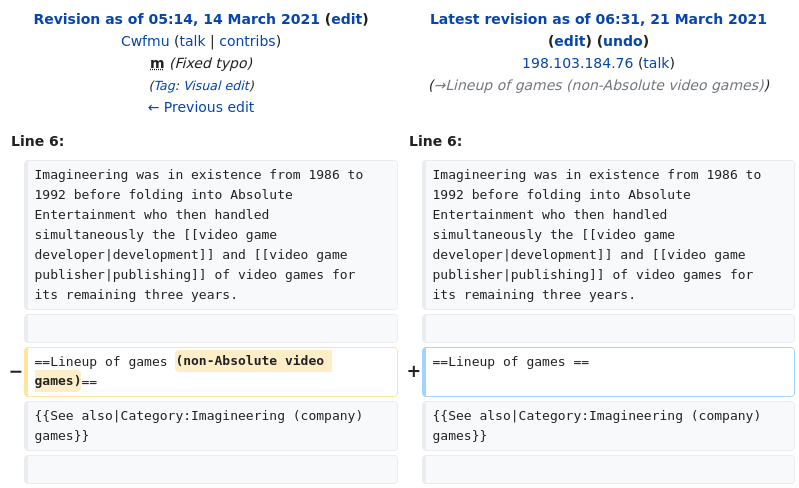 Revision as of 05:14, 14 March 2021 (edit)
Cwfmu (talk | contribs)
m (Fixed typo)
(Tag: Visual edit)
← Previous edit
Latest revision as of 06:31, 21 March 2021
(edit) (undo)
198.103.184.76 (talk)
(→Lineup of games (non-Absolute video games))
Line 6:
Line 6:
Imagineering was in existence from 1986 to
1992 before folding into Absolute
Entertainment who then handled
simultaneously the [[video game
developer|development]] and [[video game
publisher|publishing]] of video games for
its remaining three years.
Imagineering was in existence from 1986 to
1992 before folding into Absolute
Entertainment who then handled
simultaneously the [[video game
developer|development]] and [[video game
publisher|publishing]] of video games for
its remaining three years.
− ==Lineup of games (non-Absolute video
games)==
+ ==Lineup of games ==
{{See also|Category:Imagineering (company)
games}}
{{See also|Category:Imagineering (company)
games}}